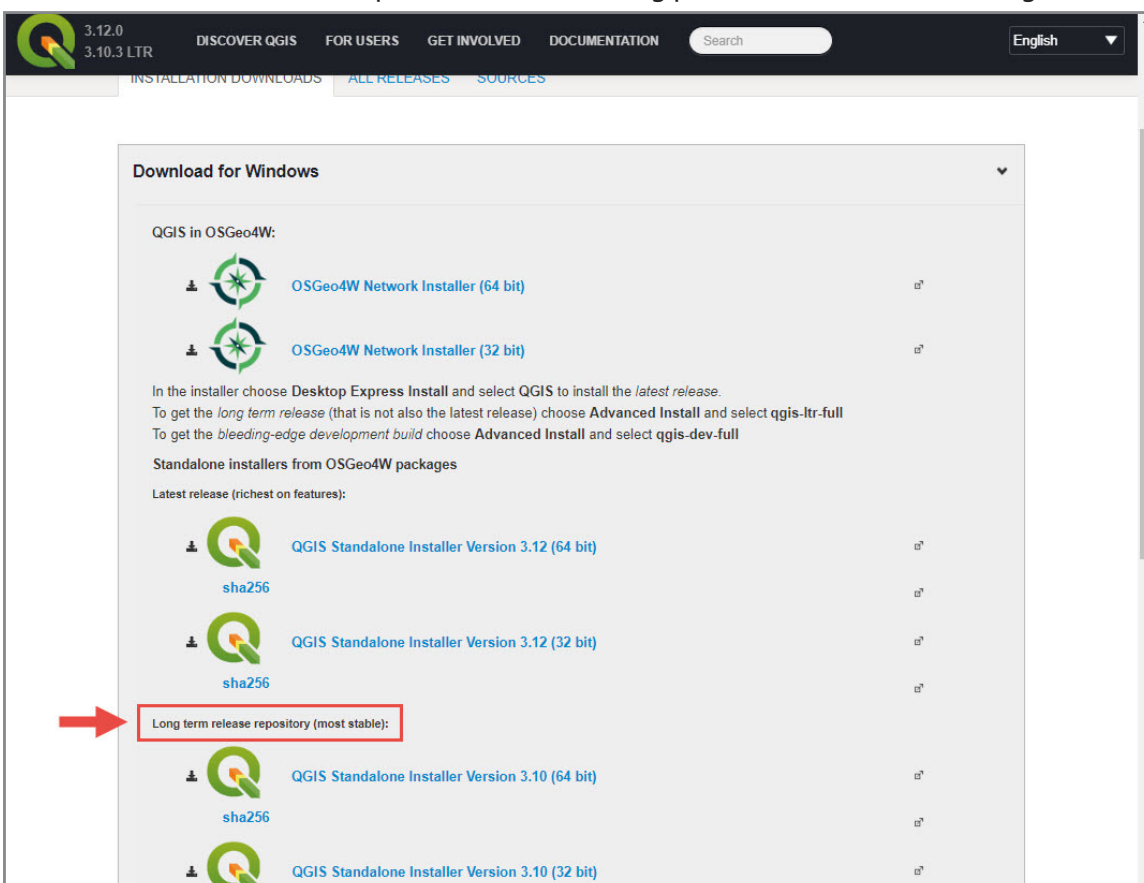 3.12.0
3.10.3 LTR
DISCOVER QGIS FOR USERS GET INVOLVED DOCUMENTATION Search English
INSTALLATION DOWNLOADS ALL RELEASES SOURCES
Download for Windows
QGIS in OSGeo4W:
OSGeo4W Network Installer (64 bit)
OSGeo4W Network Installer (32 bit)
In the installer choose Desktop Express Install and select QGIS to install the latest release.
To get the long term release (that is not also the latest release) choose Advanced Install and select qgis-ltr-full
To get the bleeding-edge development build choose Advanced Install and select qgis-dev-full
Standalone installers from OSGeo4W packages
Latest release (richest on features):
QGIS Standalone Installer Version 3.12 (64 bit)
sha256
QGIS Standalone Installer Version 3.12 (32 bit)
sha256
Long term release repository (most stable):
QGIS Standalone Installer Version 3.10 (64 bit)
sha256
QGIS Standalone Installer Version 3.10 (32 bit)